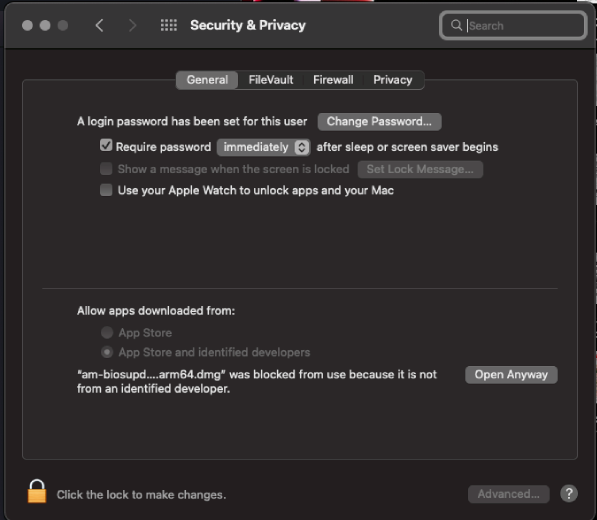 Security & Privacy
Search
General FileVault Firewall Privacy
A login password has been set for this user Change Password...
Require password immediately after sleep or screen saver begins
Show a message when the screen is locked Set Lock Message...
Use your Apple Watch to unlock apps and your Mac
Allow apps downloaded from:
App Store
App Store and identified developers
"am-biosupd....arm64.dmg" was blocked from use because it is not
from an identified developer.
Open Anyway
Click the lock to make changes.
Advanced...
?